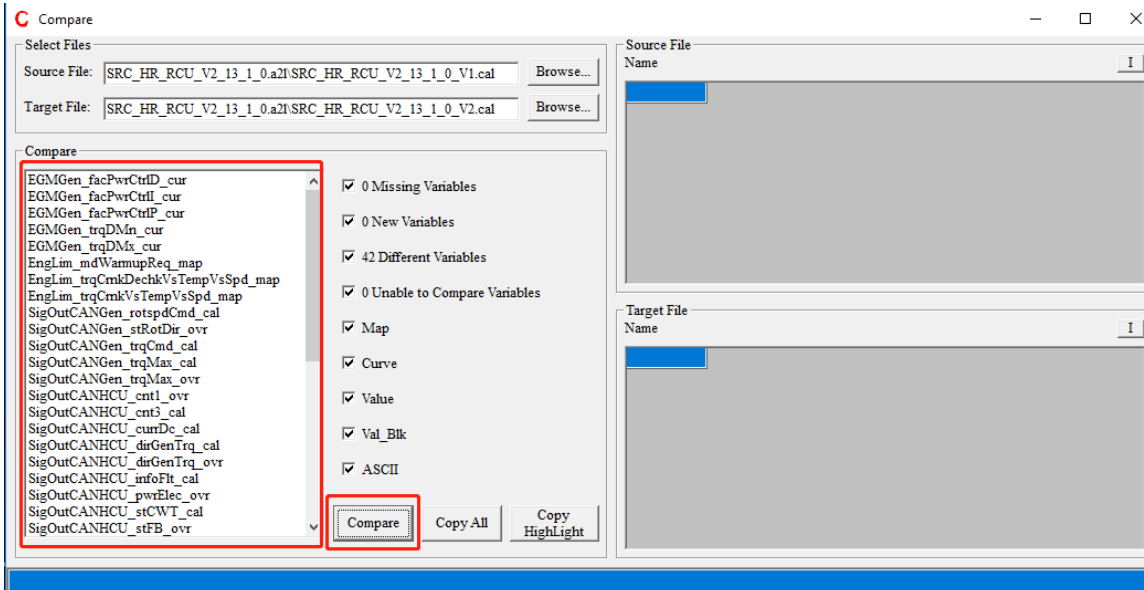 C Compare
Select Files
Source File: SRC_HR_RCU_V2_13_1_0.a2l\SRC_HR_RCU_V2_13_1_0_V1.cal Browse...
Target File: SRC_HR_RCU_V2_13_1_0.a2l\SRC_HR_RCU_V2_13_1_0_V2.cal Browse...
Compare
EGMGen_facPwrCtrlD_cur
EGMGen_facPwrCtrlI_cur
EGMGen_facPwrCtrlP_cur
EGMGen_trqDMn_cur
EGMGen_trqDMx_cur
EngLim_mdWarmupReq_map
EngLim_trqCrnkDechkVsTempVsSpd_map
EngLim_trqCrnkVsTempVsSpd_map
SigOutCANGen_rotspdCmd_cal
SigOutCANGen_stRotDir_ovr
SigOutCANGen_trqCmd_cal
SigOutCANGen_trqMax_cal
SigOutCANGen_trqMax_ovr
SigOutCANHCU_cnt1_ovr
SigOutCANHCU_cnt3_cal
SigOutCANHCU_currDc_cal
SigOutCANHCU_dirGenTrq_cal
SigOutCANHCU_dirGenTrq_ovr
SigOutCANHCU_infoFlt_cal
SigOutCANHCU_pwrElec_ovr
SigOutCANHCU_stCWT_cal
SigOutCANHCU_stFB_ovr
0 Missing Variables
0 New Variables
42 Different Variables
0 Unable to Compare Variables
Map
Curve
Value
Val_Blk
ASCII
Compare
Copy All
Copy
HighLight
Source File
Name I
Target File
Name I